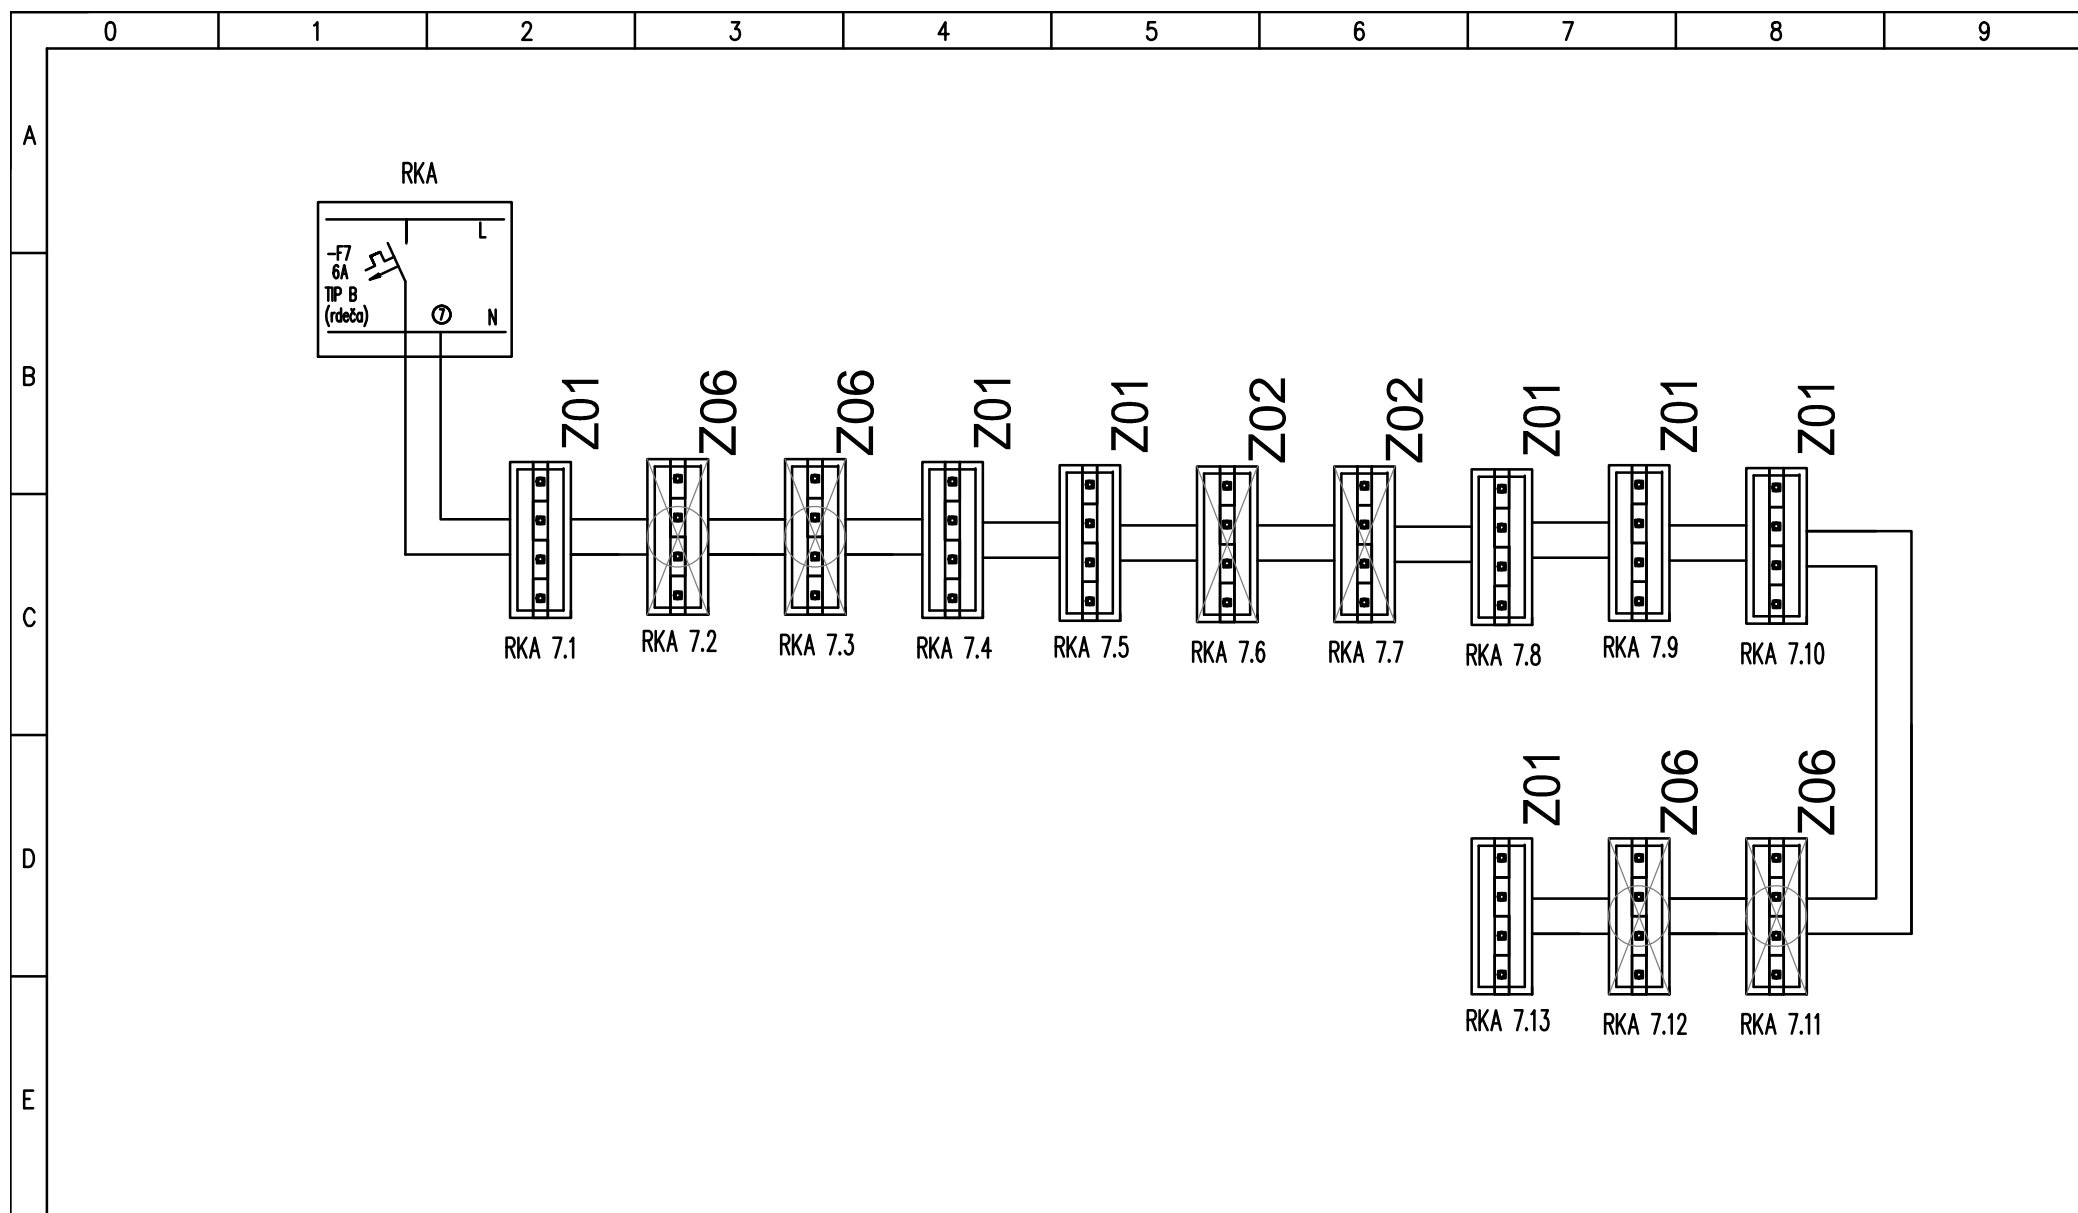 0 1 2 3 4 5 6 7 8 9
A
RKA
L
-F7
6A
TIP B
(rdeča)
7 N
B
Z01 Z06 Z06 Z01 Z01 Z02 Z02 Z01 Z01 Z01
C
RKA 7.1 RKA 7.2 RKA 7.3 RKA 7.4 RKA 7.5 RKA 7.6 RKA 7.7 RKA 7.8 RKA 7.9 RKA 7.10
Z01 Z06 Z06
D
RKA 7.13 RKA 7.12 RKA 7.11
E